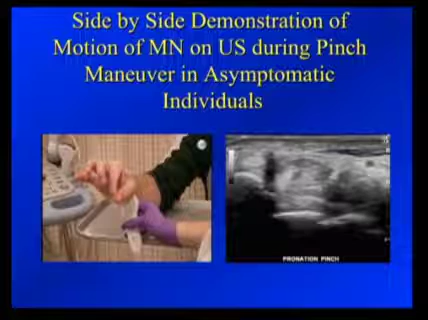 Side by Side Demonstration of
Motion of MN on US during Pinch
Maneuver in Asymptomatic
Individuals
PRONATION PINCH